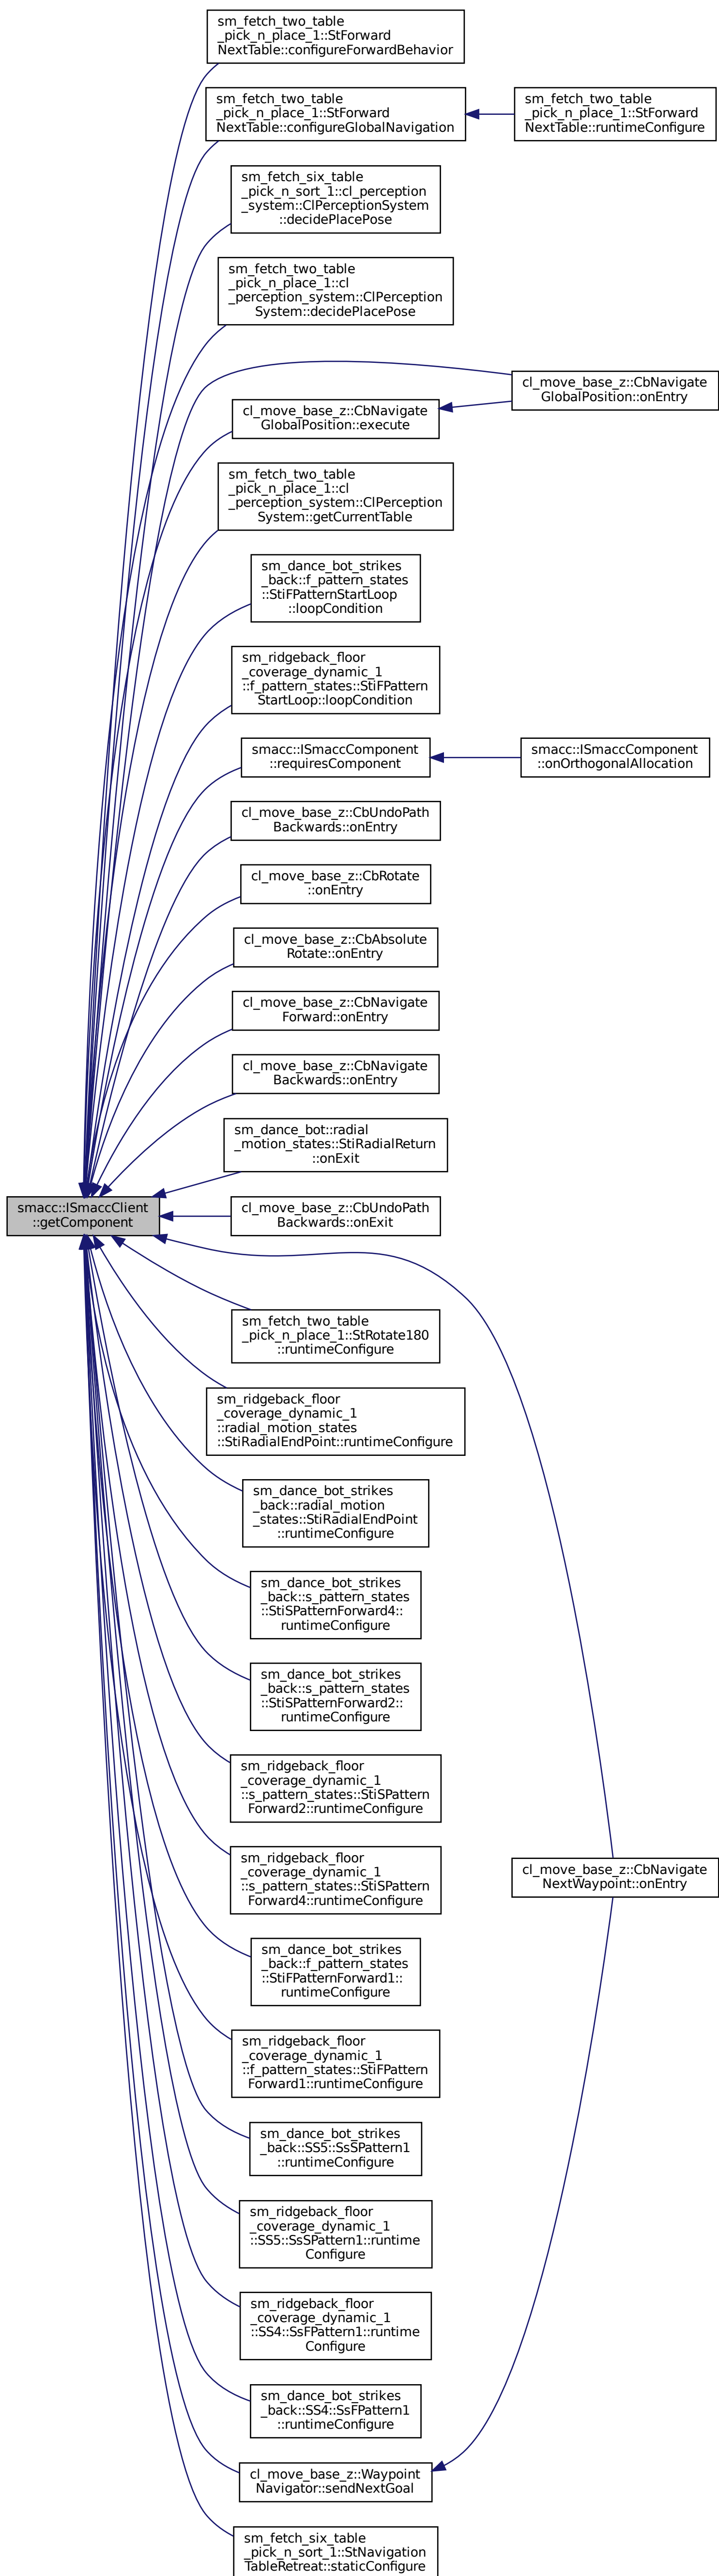 sm_fetch_two_table
_pick_n_place_1::StForward
NextTable::configureForwardBehavior
sm_fetch_two_table
_pick_n_place_1::StForward
NextTable::configureGlobalNavigation
sm_fetch_two_table
_pick_n_place_1::StForward
NextTable::runtimeConfigure
sm_fetch_six_table
_pick_n_sort_1::cl_perception
_system::ClPerceptionSystem
::decidePlacePose
sm_fetch_two_table
_pick_n_place_1::cl
_perception_system::ClPerception
System::decidePlacePose
cl_move_base_z::CbNavigate
GlobalPosition::onEntry
cl_move_base_z::CbNavigate
GlobalPosition::execute
sm_fetch_two_table
_pick_n_place_1::cl
_perception_system::ClPerception
System::getCurrentTable
sm_dance_bot_strikes
_back::f_pattern_states
::StiFPatternStartLoop
::loopCondition
sm_ridgeback_floor
_coverage_dynamic_1
::f_pattern_states::StiFPattern
StartLoop::loopCondition
smacc::ISmaccComponent
::requiresComponent
smacc::ISmaccComponent
::onOrthogonalAllocation
cl_move_base_z::CbUndoPath
Backwards::onEntry
cl_move_base_z::CbRotate
::onEntry
cl_move_base_z::CbAbsolute
Rotate::onEntry
cl_move_base_z::CbNavigate
Forward::onEntry
cl_move_base_z::CbNavigate
Backwards::onEntry
sm_dance_bot::radial
_motion_states::StiRadialReturn
::onExit
smacc::ISmaccClient
::getComponent
cl_move_base_z::CbUndoPath
Backwards::onExit
sm_fetch_two_table
_pick_n_place_1::StRotate180
::runtimeConfigure
sm_ridgeback_floor
_coverage_dynamic_1
::radial_motion_states
::StiRadialEndPoint::runtimeConfigure
sm_dance_bot_strikes
_back::radial_motion
_states::StiRadialEndPoint
::runtimeConfigure
sm_dance_bot_strikes
_back::s_pattern_states
::StiSPatternForward4::
runtimeConfigure
sm_dance_bot_strikes
_back::s_pattern_states
::StiSPatternForward2::
runtimeConfigure
sm_ridgeback_floor
_coverage_dynamic_1
::s_pattern_states::StiSPattern
Forward2::runtimeConfigure
sm_ridgeback_floor
_coverage_dynamic_1
::s_pattern_states::StiSPattern
Forward4::runtimeConfigure
cl_move_base_z::CbNavigate
NextWaypoint::onEntry
sm_dance_bot_strikes
_back::f_pattern_states
::StiFPatternForward1::
runtimeConfigure
sm_ridgeback_floor
_coverage_dynamic_1
::f_pattern_states::StiFPattern
Forward1::runtimeConfigure
sm_dance_bot_strikes
_back::SS5::SsSPattern1
::runtimeConfigure
sm_ridgeback_floor
_coverage_dynamic_1
::SS5::SsSPattern1::runtime
Configure
sm_ridgeback_floor
_coverage_dynamic_1
::SS4::SsFPattern1::runtime
Configure
sm_dance_bot_strikes
_back::SS4::SsFPattern1
::runtimeConfigure
cl_move_base_z::Waypoint
Navigator::sendNextGoal
sm_fetch_six_table
_pick_n_sort_1::StNavigation
TableRetreat::staticConfigure